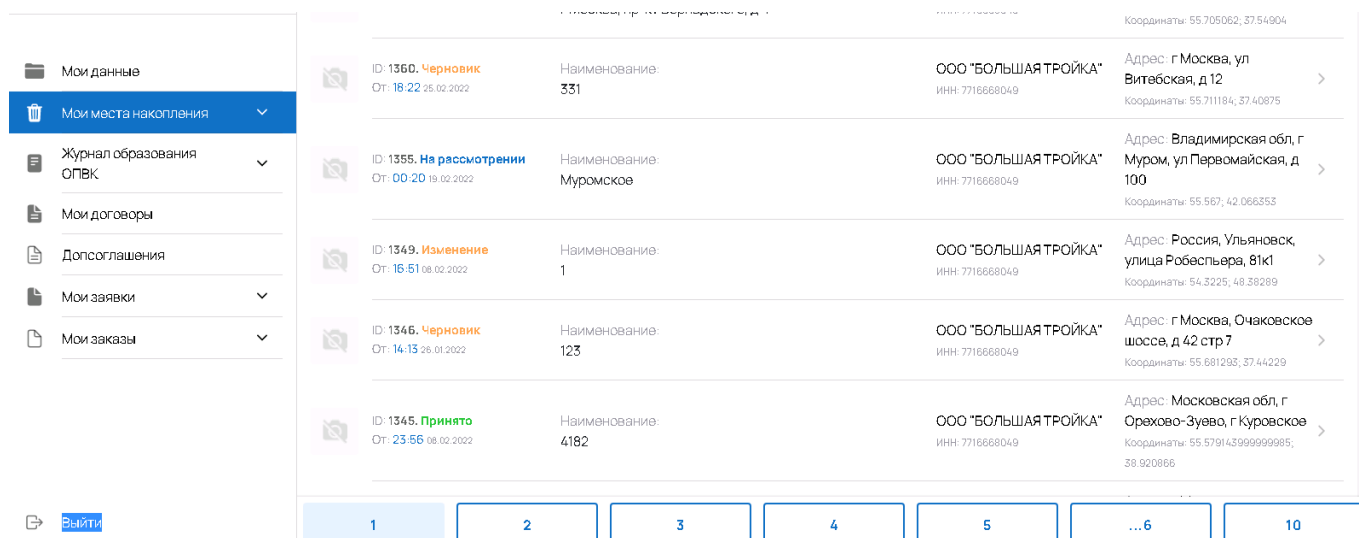 Координаты: 55.705062; 37.54904
Мои данные
Мои места накопления
Журнал образования
ОПВК
Мои договоры
Допсоглашения
Мои заявки
Мои заказы
Выйти
ID: 1360. Черновик
От: 18:22 25.02.2022
Наименование:
331
ООО "БОЛЬШАЯ ТРОЙКА"
ИНН: 7716668049
Адрес: г Москва, ул
Витебская, д 12
Координаты: 55.711184; 37.40875
ID: 1355. На рассмотрении
От: 00:20 19.02.2022
Наименование:
Муромское
ООО "БОЛЬШАЯ ТРОЙКА"
ИНН: 7716668049
Адрес: Владимирская обл, г
Муром, ул Первомайская, д
100
Координаты: 55.567; 42.066353
ID: 1349. Изменение
От: 16:51 08.02.2022
Наименование:
1
ООО "БОЛЬШАЯ ТРОЙКА"
ИНН: 7716668049
Адрес: Россия, Ульяновск,
улица Робеспьера, 81к1
Координаты: 54.3225; 48.38289
ID: 1346. Черновик
От: 14:13 26.01.2022
Наименование:
123
ООО "БОЛЬШАЯ ТРОЙКА"
ИНН: 7716668049
Адрес: г Москва, Очаковское
шоссе, д 42 стр 7
Координаты: 55.681293; 37.44229
ID: 1345. Принято
От: 23:56 08.02.2022
Наименование:
4182
ООО "БОЛЬШАЯ ТРОЙКА"
ИНН: 7716668049
Адрес: Московская обл, г
Орехово-Зуево, г Куровское
Координаты: 55.579143999999985;
38.920866
1 2 3 4 5 ...6 10